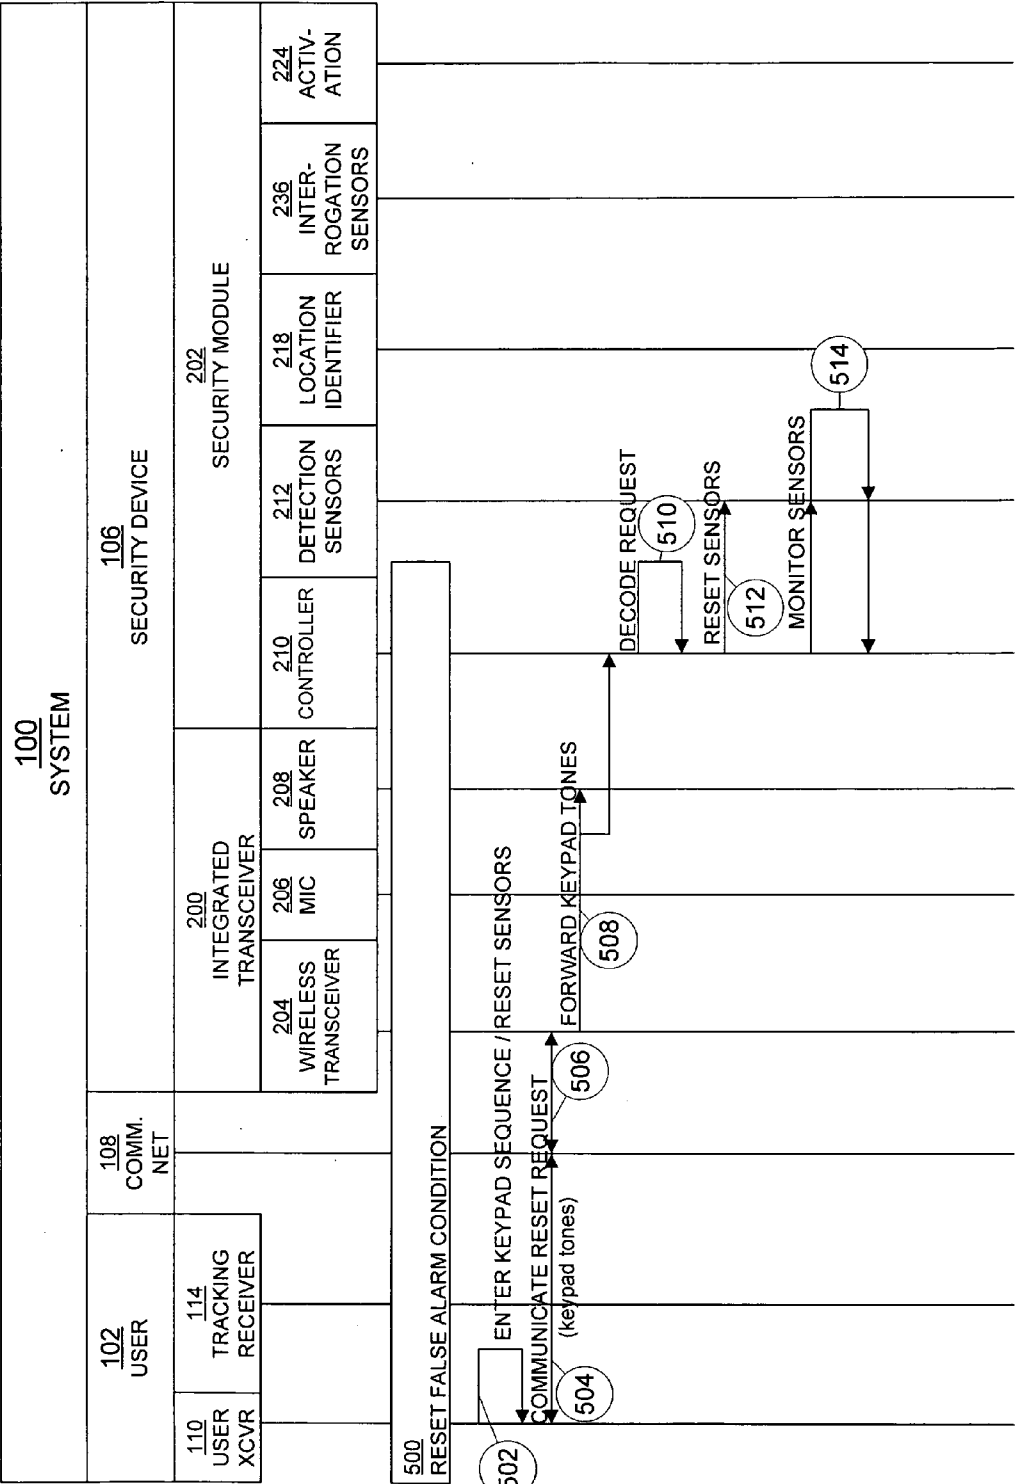 100
SYSTEM
102
USER
108
COMM.
NET
106
SECURITY DEVICE
110
USER
XCVR
114
TRACKING
RECEIVER
200
INTEGRATED
TRANSCEIVER
202
SECURITY MODULE
204
WIRELESS
TRANSCEIVER
206
MIC
208
SPEAKER
210
CONTROLLER
212
DETECTION
SENSORS
218
LOCATION
IDENTIFIER
236
INTER-
ROGATION
SENSORS
224
ACTIV-
ATION
500
RESET FALSE ALARM CONDITION
502
ENTER KEYPAD SEQUENCE / RESET SENSORS
COMMUNICATE RESET REQUEST
(keypad tones)
504
506
FORWARD KEYPAD TONES
508
DECODE REQUEST
510
RESET SENSORS
512
MONITOR SENSORS
514